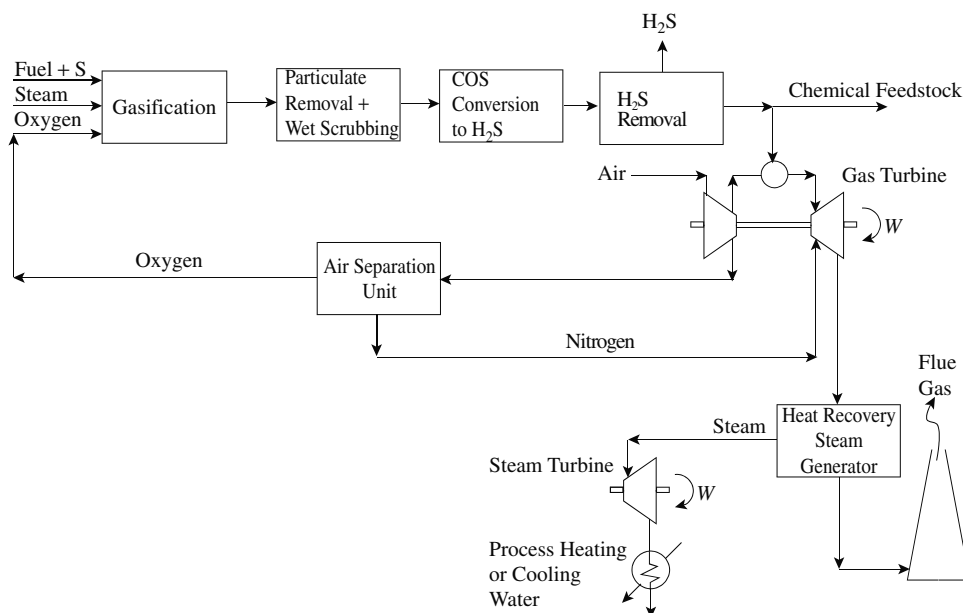 H₂S
Fuel + S
Steam
Oxygen
Gasification
Particulate
Removal +
Wet Scrubbing
COS
Conversion
to H₂S
H₂S
Removal
Chemical Feedstock
Air
Gas Turbine
W
Oxygen
Air Separation
Unit
Nitrogen
Flue
Gas
Steam
Heat Recovery
Steam
Generator
Steam Turbine
W
Process Heating
or Cooling
Water